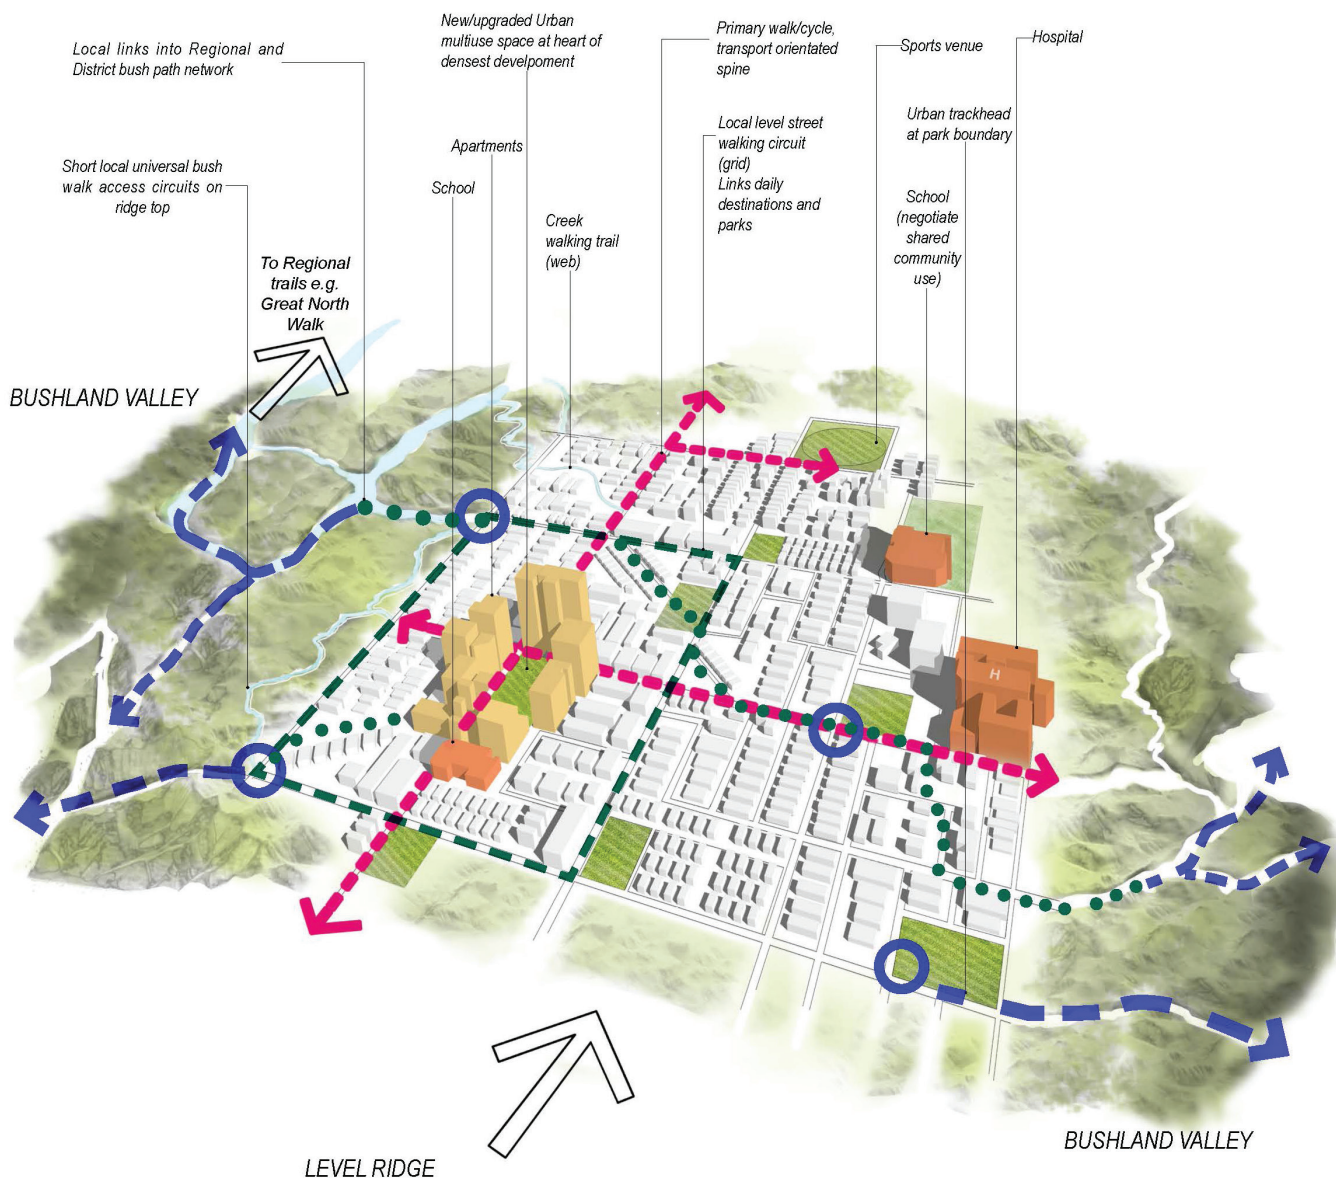 New/upgraded Urban
multiuse space at heart of
densest develpoment
Primary walk/cycle,
transport orientated
spine
Sports venue
Hospital
Local links into Regional and
District bush path network
Urban trackhead
at park boundary
Local level street
walking circuit
(grid)
Links daily
destinations and
parks
Apartments
Short local universal bush
walk access circuits on
ridge top
School
School
(negotiate
shared
community
use)
Creek
walking trail
(web)
To Regional
trails e.g.
Great North
Walk
BUSHLAND VALLEY
H
BUSHLAND VALLEY
LEVEL RIDGE